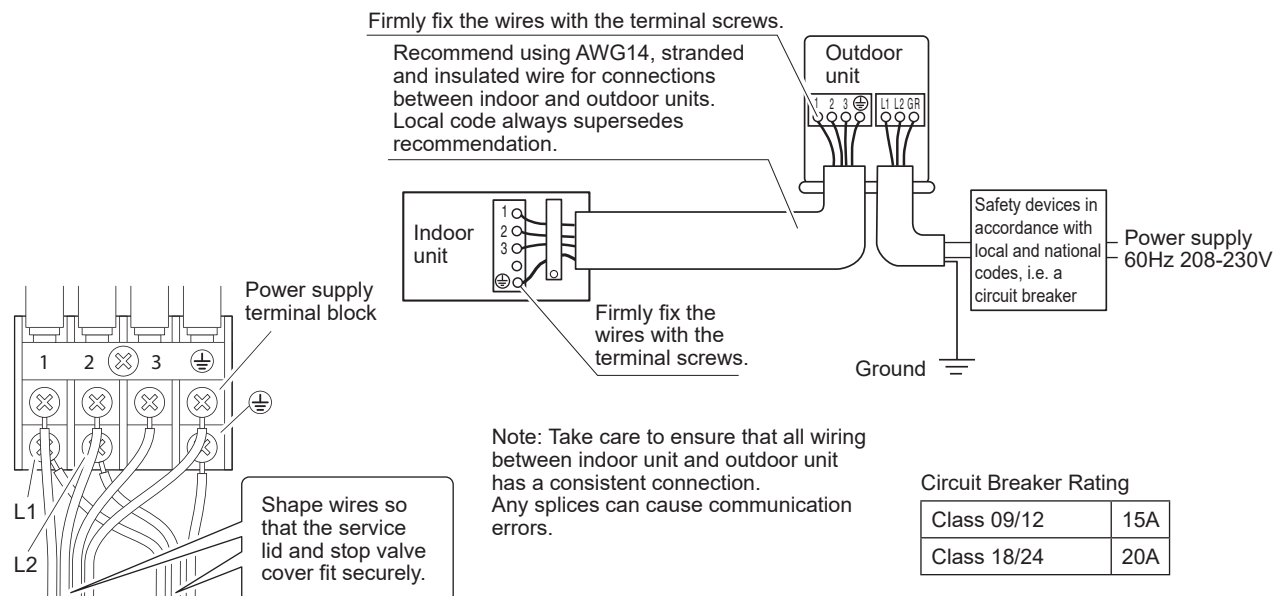 Firmly fix the wires with the terminal screws.
Recommend using AWG14, stranded
and insulated wire for connections
between indoor and outdoor units.
Local code always supersedes
recommendation.
Outdoor
unit
1 2 3 ⏚ L1 L2 GR
Indoor
unit
1
2
3
⏚
Firmly fix the
wires with the
terminal screws.
Safety devices in
accordance with
local and national
codes, i.e. a
circuit breaker
Power supply
60Hz 208-230V
Ground
Power supply
terminal block
1 2 3 ⏚
⏚
L1
L2
Shape wires so
that the service
lid and stop valve
cover fit securely.
Note: Take care to ensure that all wiring
between indoor unit and outdoor unit
has a consistent connection.
Any splices can cause communication
errors.
Circuit Breaker Rating
Class 09/12 15A
Class 18/24 20A